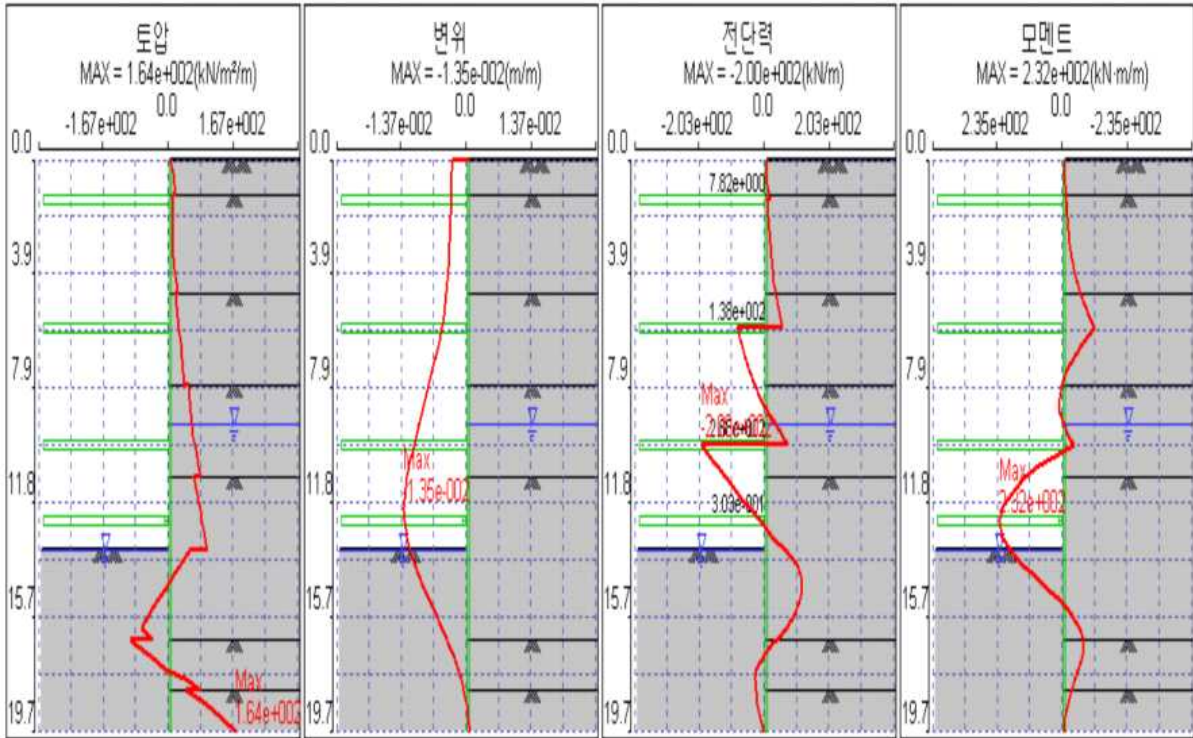 토압
MAX = 1.64e+002(kN/m²/m)
0.0
-1.67e+002 1.67e+002
0.0
3.9
7.9
11.8
15.7
19.7
Max
1.64e+002
변위
MAX = -1.35e-002(m/m)
0.0
-1.37e-002 1.37e-002
0.0
3.9
7.9
11.8
15.7
19.7
Max
1.35e-002
전단력
MAX = -2.00e+002(kN/m)
0.0
-2.03e+002 2.03e+002
0.0
3.9
7.9
11.8
15.7
19.7
7.82e+000
1.38e+002
Max
3.03e-001
모멘트
MAX = 2.32e+002(kN·m/m)
0.0
2.35e+002 -2.35e+002
0.0
3.9
7.9
11.8
15.7
19.7
Max
2.32e+002